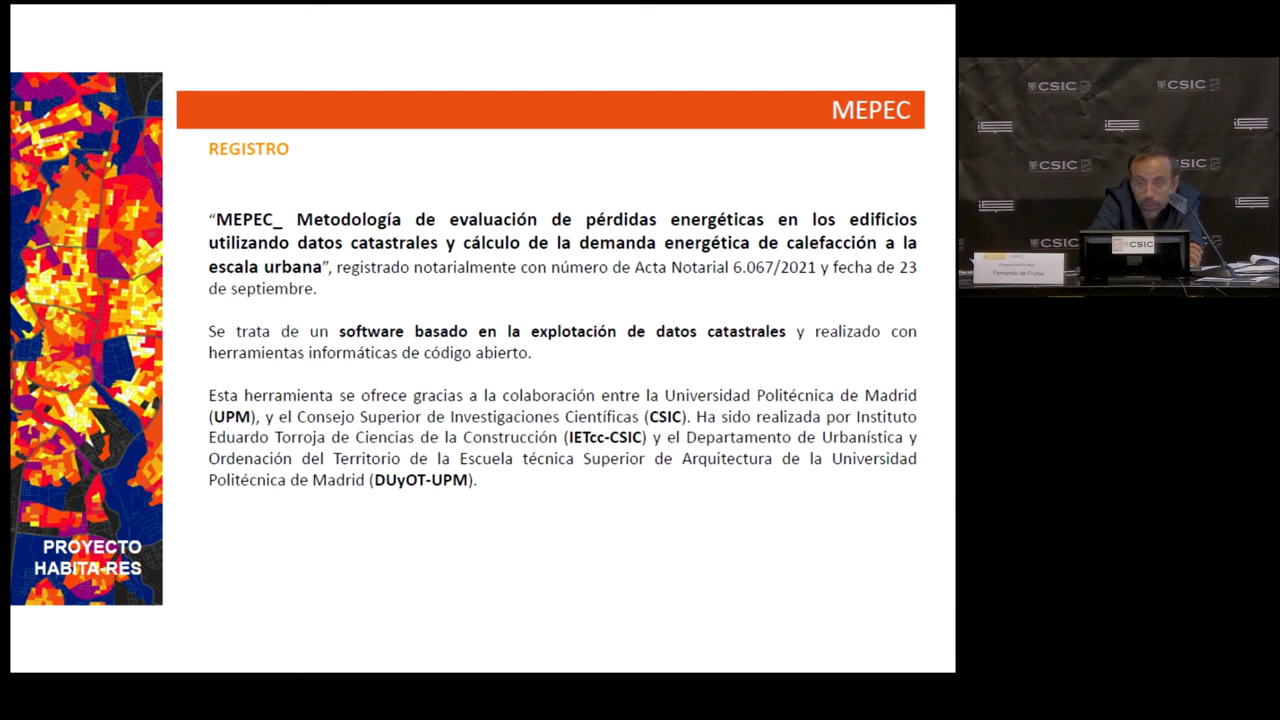 MEPEC
REGISTRO
“MEPEC_ Metodología de evaluación de pérdidas energéticas en los edificios
utilizando datos catastrales y cálculo de la demanda energética de calefacción a la
escala urbana”, registrado notarialmente con número de Acta Notarial 6.067/2021 y fecha de 23
de septiembre.
Se trata de un software basado en la explotación de datos catastrales y realizado con
herramientas informáticas de código abierto.
Esta herramienta se ofrece gracias a la colaboración entre la Universidad Politécnica de Madrid
(UPM), y el Consejo Superior de Investigaciones Científicas (CSIC). Ha sido realizada por Instituto
Eduardo Torroja de Ciencias de la Construcción (IETcc-CSIC) y el Departamento de Urbanística y
Ordenación del Territorio de la Escuela técnica Superior de Arquitectura de la Universidad
Politécnica de Madrid (DUyOT-UPM).
PROYECTO
HABITA-RES
CSIC
CSIC
CSIC
CSIC
CSIC
CSIC
Fernando de Frutos